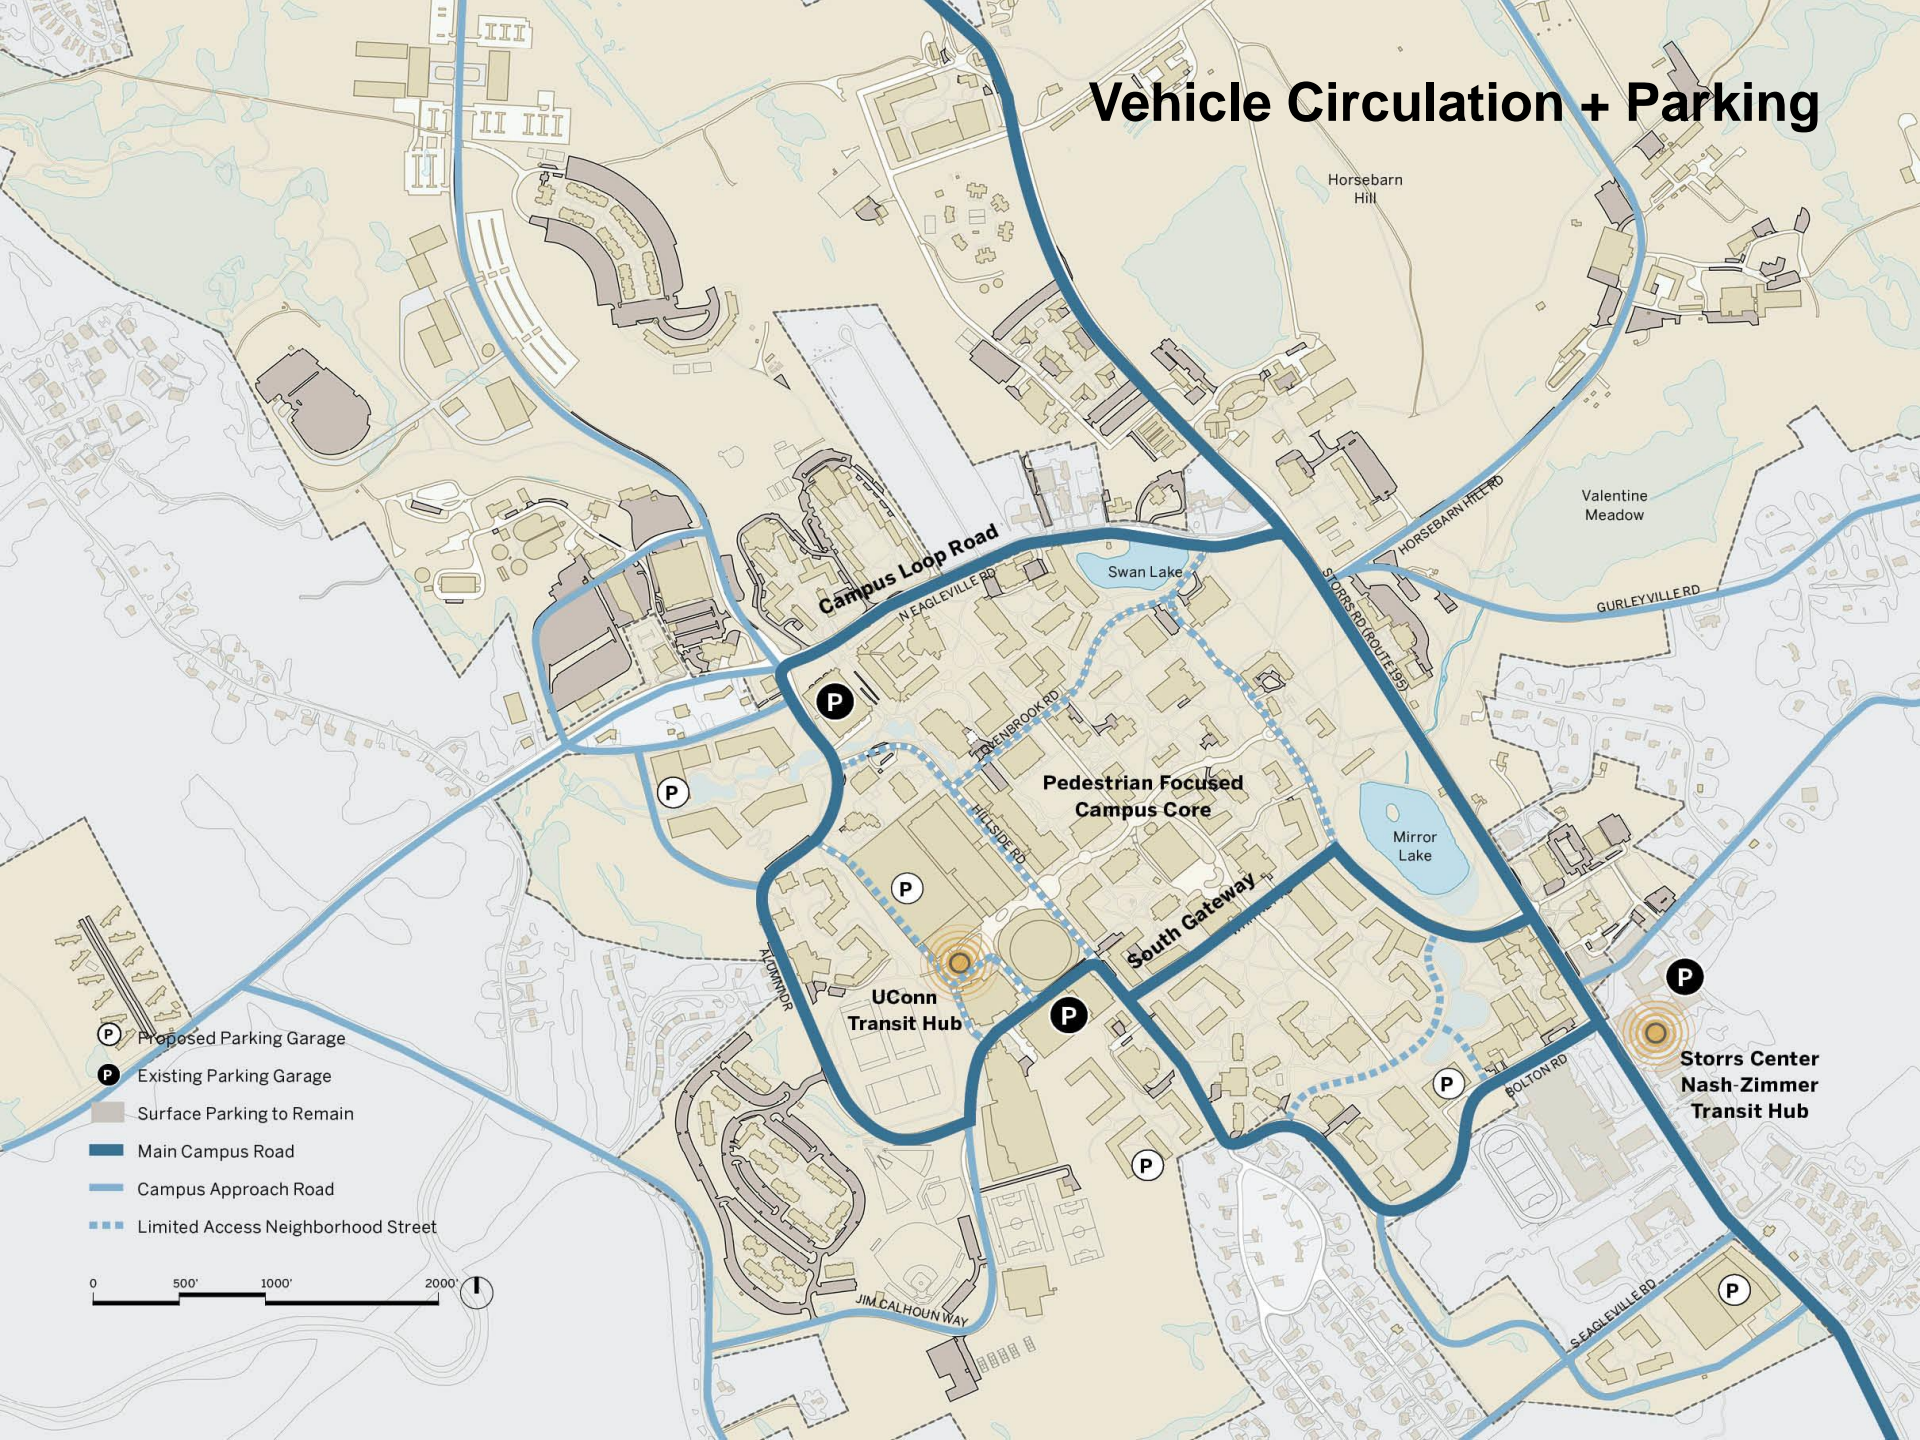 Vehicle Circulation + Parking
Horsebarn
Hill
Valentine
Meadow
HORSEBARN HILL RD
Campus Loop Road
N EAGLEVILLE RD
Swan Lake
STORRS RD (ROUTE 195)
GURLEYVILLE RD
P
GLENBROOK RD
P
Pedestrian Focused
Campus Core
HILLSIDE RD
Mirror
Lake
P
South Gateway
ALUMNI DR
UConn
Transit Hub
P
P
Storrs Center
Nash-Zimmer
Transit Hub
BOLTON RD
P
P
P Proposed Parking Garage
P Existing Parking Garage
Surface Parking to Remain
Main Campus Road
Campus Approach Road
Limited Access Neighborhood Street
0 500' 1000' 2000'
JIM CALHOUN WAY
S EAGLEVILLE RD
P